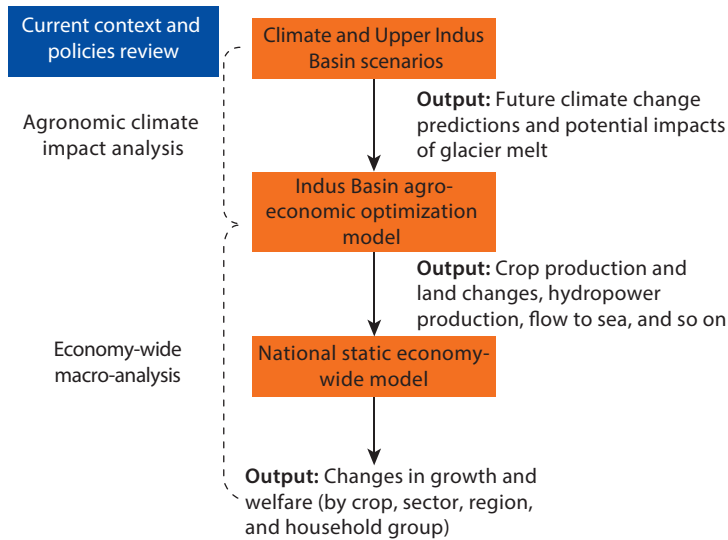 Current context and
policies review
Climate and Upper Indus
Basin scenarios
Output: Future climate change
predictions and potential impacts
of glacier melt
Agronomic climate
impact analysis
Indus Basin agro-
economic optimization
model
Output: Crop production and
land changes, hydropower
production, flow to sea, and so on
Economy-wide
macro-analysis
National static economy-
wide model
Output: Changes in growth and
welfare (by crop, sector, region,
and household group)